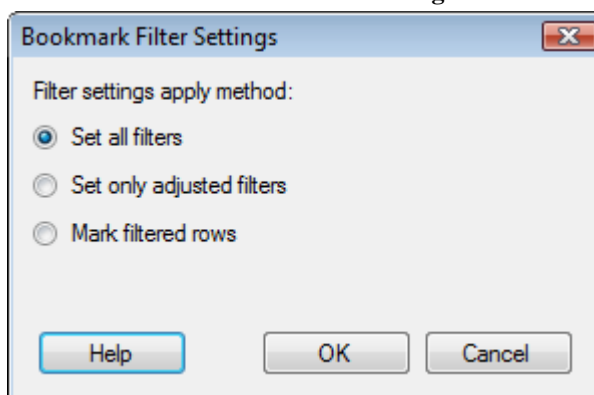 Bookmark Filter Settings
Filter settings apply method:
Set all filters
Set only adjusted filters
Mark filtered rows
Help OK Cancel